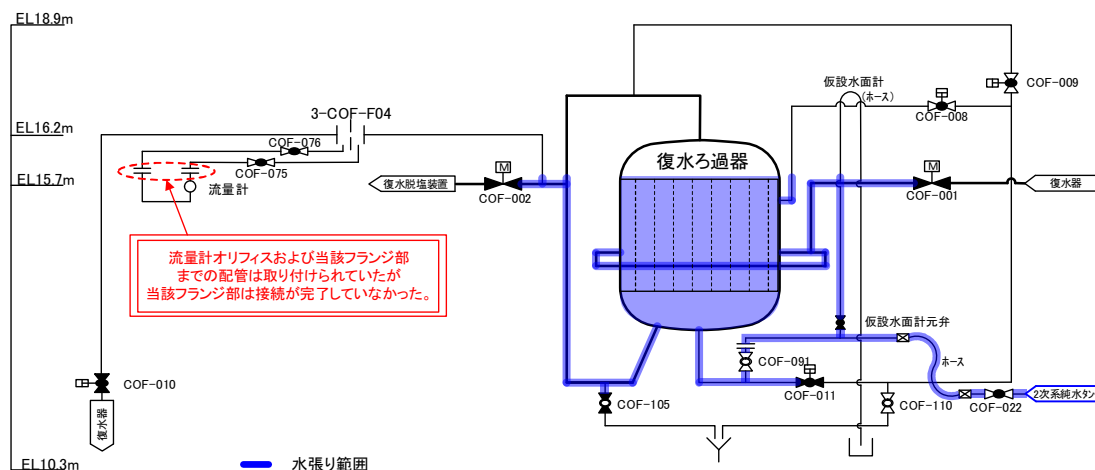 EL18.9m
仮設水面計
(ホース)
COF-009
COF-008
3-COF-F04
EL16.2m
COF-076
COF-075
復水ろ過器
M
M
EL15.7m
流量計
復水脱塩装置
COF-002
COF-001
復水器
流量計オリフィスおよび当該フランジ部
までの配管は取り付けられていたが
当該フランジ部は接続が完了していなかった。
仮設水面計元弁
COF-091
ホース
COF-010
COF-011
2次系純水タンク
COF-105
COF-110
COF-022
復水器
EL10.3m
水張り範囲